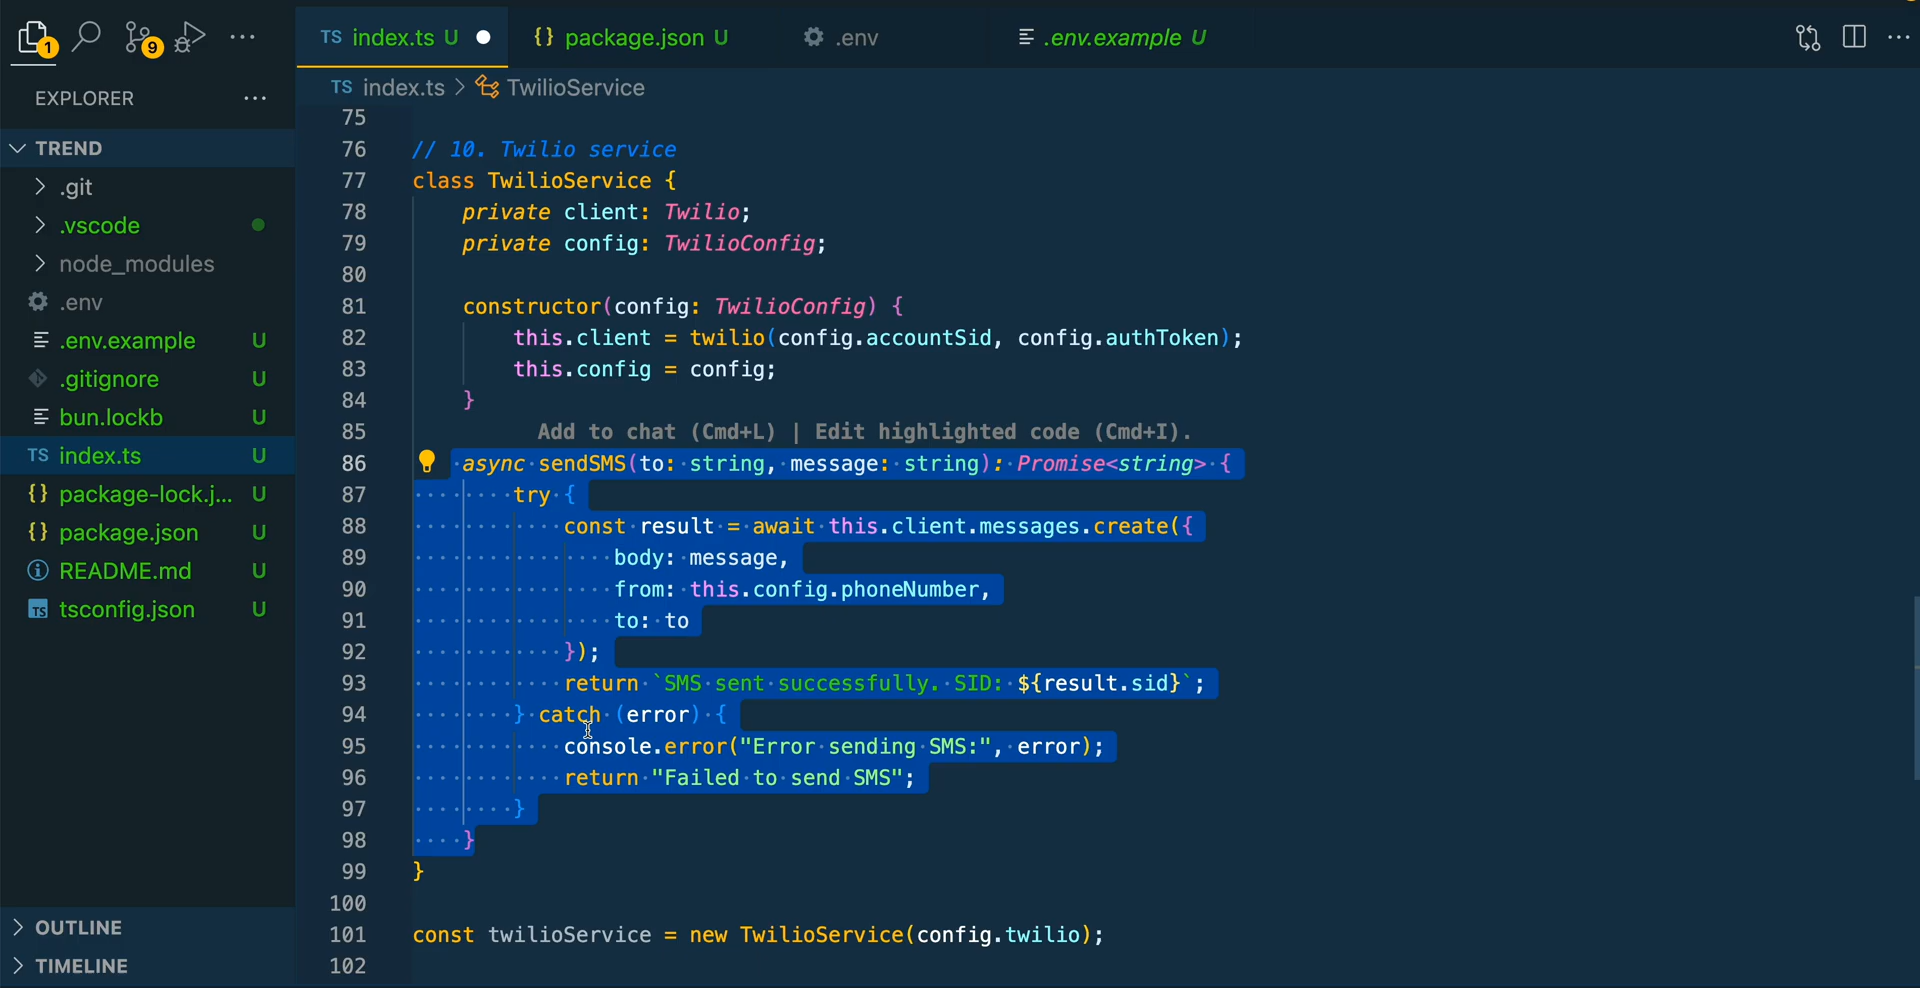 1
9
TS index.ts U
{} package.json U
.env
.env.example U
EXPLORER
TS index.ts > TwilioService
TREND
.git
.vscode
node_modules
.env
.env.example U
.gitignore U
bun.lockb U
TS index.ts U
{} package-lock.j... U
{} package.json U
README.md U
TS tsconfig.json U
OUTLINE
TIMELINE
75
76 // 10. Twilio service
77 class TwilioService {
78 private client: Twilio;
79 private config: TwilioConfig;
80
81 constructor(config: TwilioConfig) {
82 this.client = twilio(config.accountSid, config.authToken);
83 this.config = config;
84 }
85 Add to chat (Cmd+L) | Edit highlighted code (Cmd+I).
86 async sendSMS(to: string, message: string): Promise<string> {
87 try {
88 const result = await this.client.messages.create({
89 body: message,
90 from: this.config.phoneNumber,
91 to: to
92 });
93 return `SMS sent successfully. SID: ${result.sid}`;
94 } catch (error) {
95 console.error("Error sending SMS:", error);
96 return "Failed to send SMS";
97 }
98 }
99 }
100
101 const twilioService = new TwilioService(config.twilio);
102